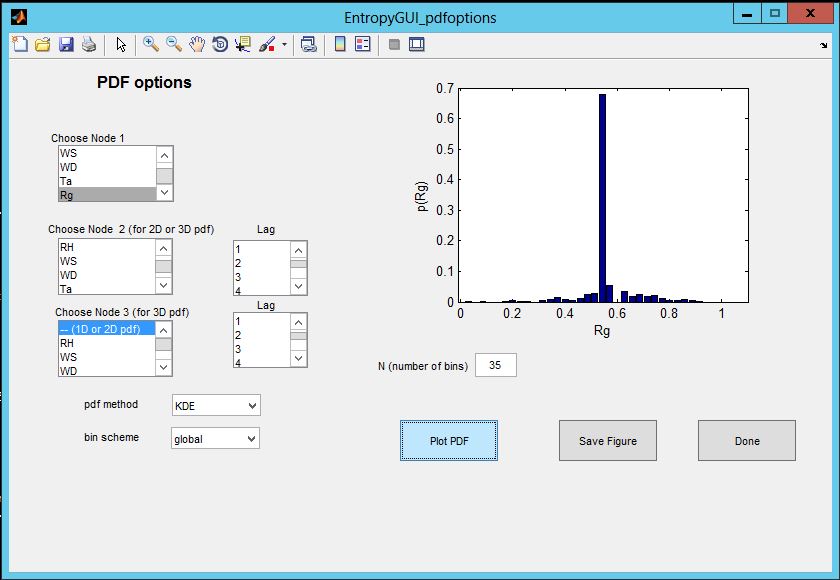 EntropyGUI_pdfoptions
PDF options
Choose Node 1
WS
WD
Ta
Rg
Choose Node 2 (for 2D or 3D pdf)
Lag
RH
WS
WD
Ta
1
2
3
4
Choose Node 3 (for 3D pdf)
Lag
-- (1D or 2D pdf)
RH
WS
WD
1
2
3
4
pdf method
KDE
bin scheme
global
0.7
0.6
0.5
0.4
0.3
0.2
0.1
0
p(Rg)
0 0.2 0.4 0.6 0.8 1
Rg
N (number of bins) 35
Plot PDF
Save Figure
Done